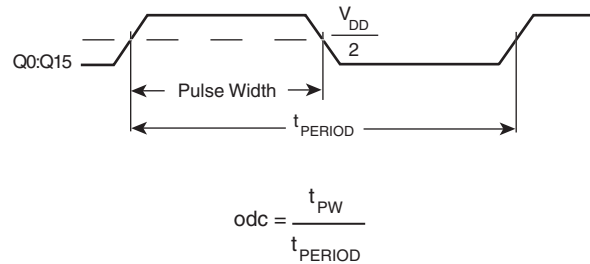 V_DD
2
Q0:Q15
Pulse Width
t_PERIOD
odc = t_PW
t_PERIOD